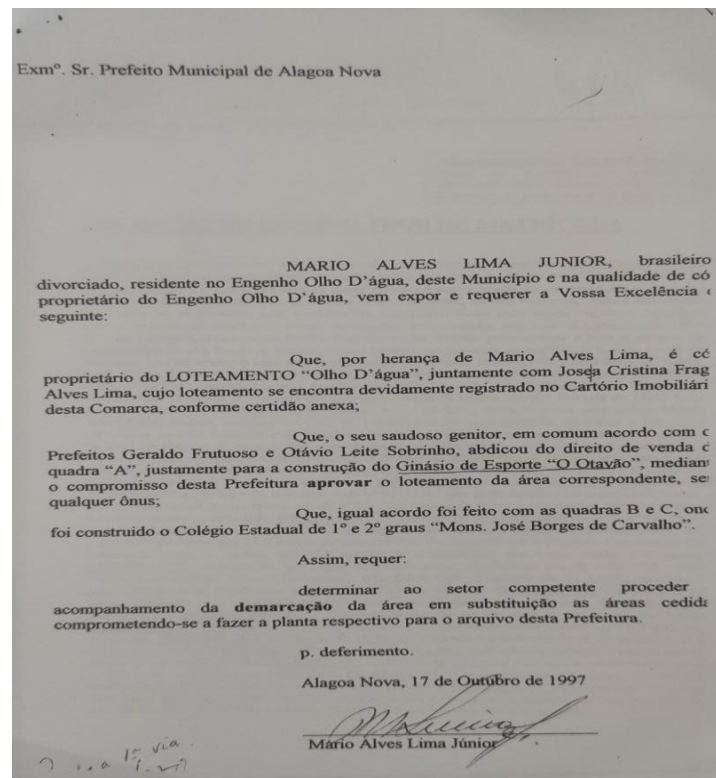 Exmº. Sr. Prefeito Municipal de Alagoa Nova
MARIO ALVES LIMA JUNIOR, brasileiro
divorciado, residente no Engenho Olho D'água, deste Município e na qualidade de có
proprietário do Engenho Olho D'água, vem expor e requerer a Vossa Excelência
seguinte:
Que, por herança de Mario Alves Lima, é có
proprietário do LOTEAMENTO “Olho D'água”, juntamente com Josefa Cristina Frag
Alves Lima, cujo loteamento se encontra devidamente registrado no Cartório Imobiliári
desta Comarca, conforme certidão anexa;
Que, o seu saudoso genitor, em comum acordo com
Prefeitos Geraldo Frutuoso e Otávio Leite Sobrinho, abdicou do direito de venda
quadra “A”, justamente para a construção do Ginásio de Esporte “O Otavão”, median
o compromisso desta Prefeitura aprovar o loteamento da área correspondente, se
qualquer ônus;
Que, igual acordo foi feito com as quadras B e C, ond
foi construido o Colégio Estadual de 1º e 2º graus “Mons. José Borges de Carvalho”.
Assim, requer:
determinar ao setor competente proceder
acompanhamento da demarcação da área em substituição as áreas cedida
comprometendo-se a fazer a planta respectivo para o arquivo desta Prefeitura.
p. deferimento.
Alagoa Nova, 17 de Outubro de 1997
Mário Alves Lima Júnior
1ª via